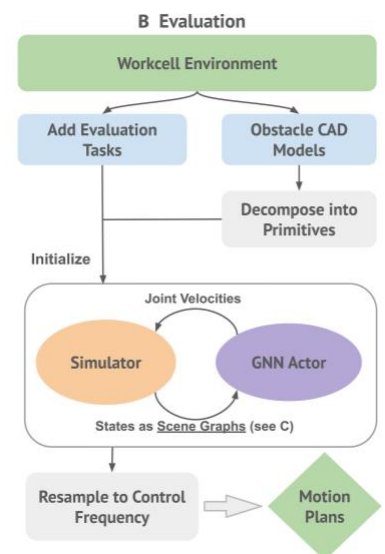 B Evaluation
Workcell Environment
Add Evaluation
Tasks
Obstacle CAD
Models
Decompose into
Primitives
Initialize
Joint Velocities
Simulator
GNN Actor
States as Scene Graphs (see C)
Resample to Control
Frequency
Motion
Plans